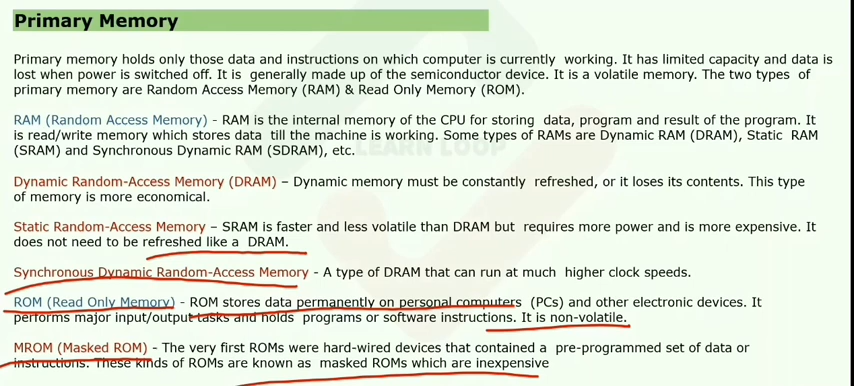 Primary Memory
Primary memory holds only those data and instructions on which computer is currently working. It has limited capacity and data is
lost when power is switched off. It is generally made up of the semiconductor device. It is a volatile memory. The two types of
primary memory are Random Access Memory (RAM) & Read Only Memory (ROM).
RAM (Random Access Memory) - RAM is the internal memory of the CPU for storing data, program and result of the program. It
is read/write memory which stores data till the machine is working. Some types of RAMs are Dynamic RAM (DRAM), Static RAM
(SRAM) and Synchronous Dynamic RAM (SDRAM), etc.
LEARN LOOP
Dynamic Random-Access Memory (DRAM) – Dynamic memory must be constantly refreshed, or it loses its contents. This type
of memory is more economical.
Static Random-Access Memory – SRAM is faster and less volatile than DRAM but requires more power and is more expensive. It
does not need to be refreshed like a DRAM.
Synchronous Dynamic Random-Access Memory - A type of DRAM that can run at much higher clock speeds.
ROM (Read Only Memory) - ROM stores data permanently on personal computers (PCs) and other electronic devices. It
performs major input/output tasks and holds programs or software instructions. It is non-volatile.
MROM (Masked ROM) - The very first ROMs were hard-wired devices that contained a pre-programmed set of data or
instructions. These kinds of ROMs are known as masked ROMs which are inexpensive